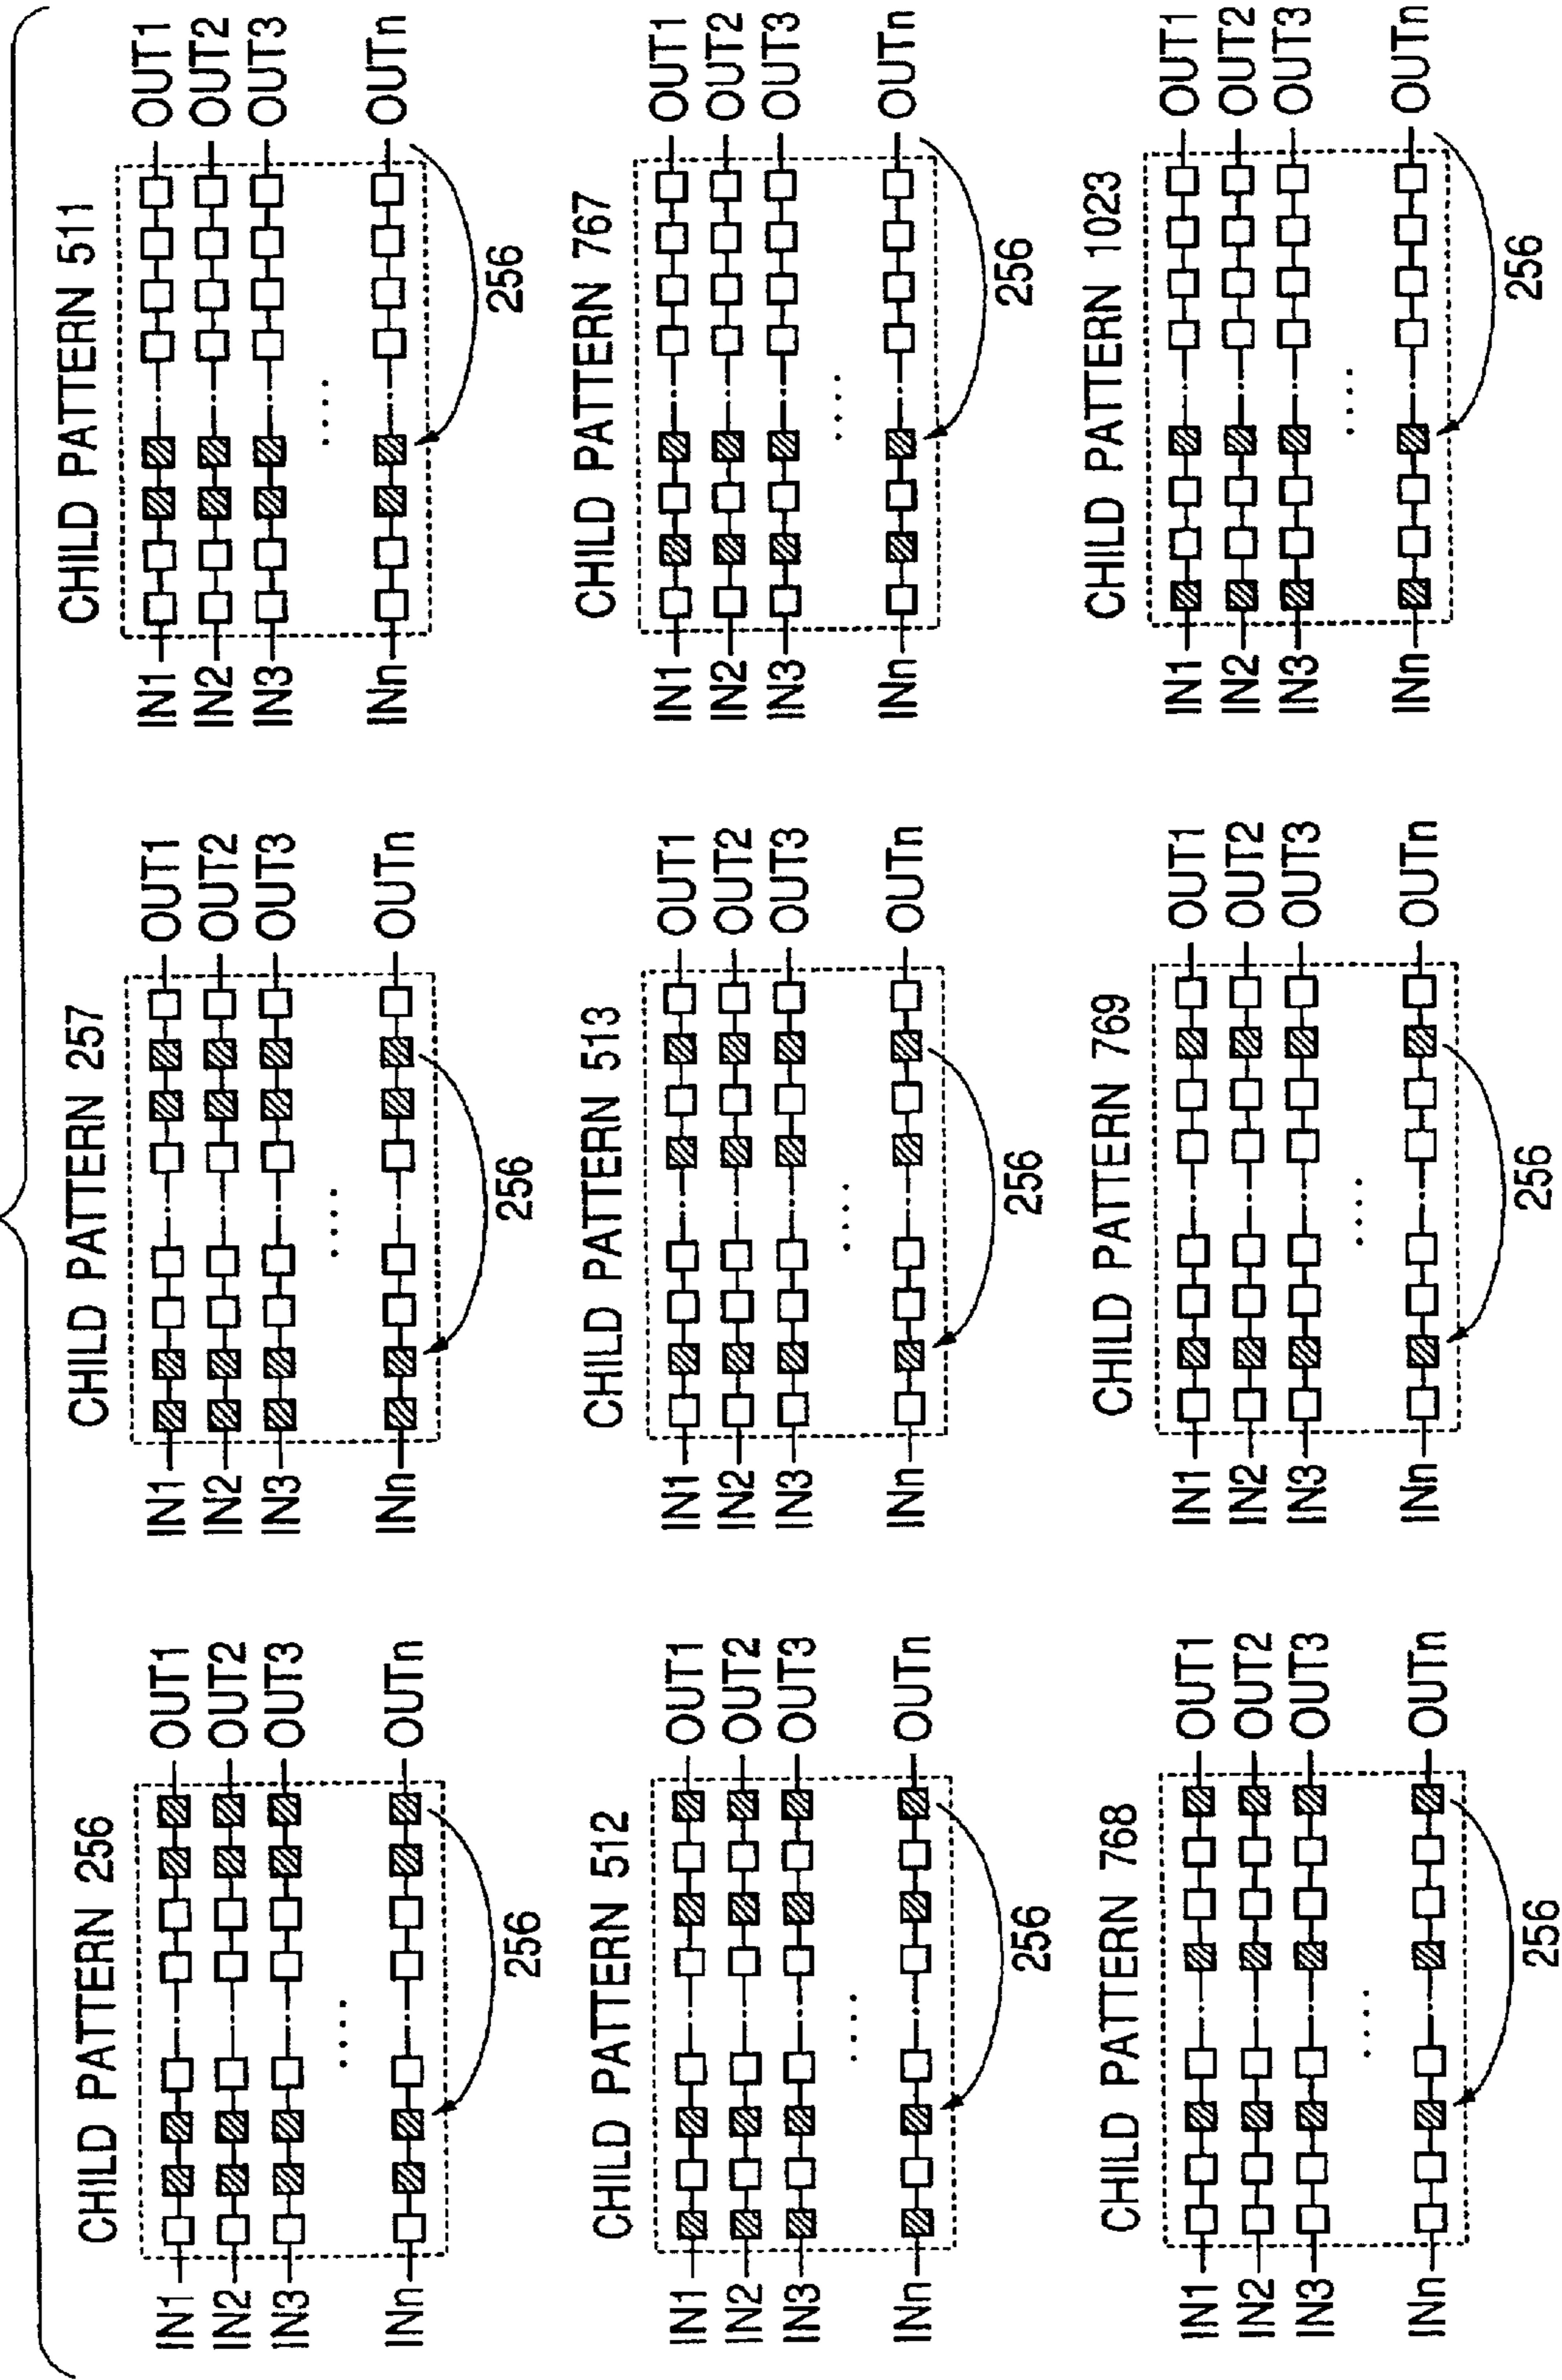 CHILD PATTERN 256
IN1 OUT1
IN2 OUT2
IN3 OUT3
....
INn OUTn
256
CHILD PATTERN 257
IN1 OUT1
IN2 OUT2
IN3 OUT3
....
INn OUTn
256
CHILD PATTERN 511
IN1 OUT1
IN2 OUT2
IN3 OUT3
....
INn OUTn
256
CHILD PATTERN 512
IN1 OUT1
IN2 OUT2
IN3 OUT3
....
INn OUTn
256
CHILD PATTERN 513
IN1 OUT1
IN2 OUT2
IN3 OUT3
....
INn OUTn
256
CHILD PATTERN 767
IN1 OUT1
IN2 OUT2
IN3 OUT3
....
INn OUTn
256
CHILD PATTERN 768
IN1 OUT1
IN2 OUT2
IN3 OUT3
....
INn OUTn
256
CHILD PATTERN 769
IN1 OUT1
IN2 OUT2
IN3 OUT3
....
INn OUTn
256
CHILD PATTERN 1023
IN1 OUT1
IN2 OUT2
IN3 OUT3
....
INn OUTn
256